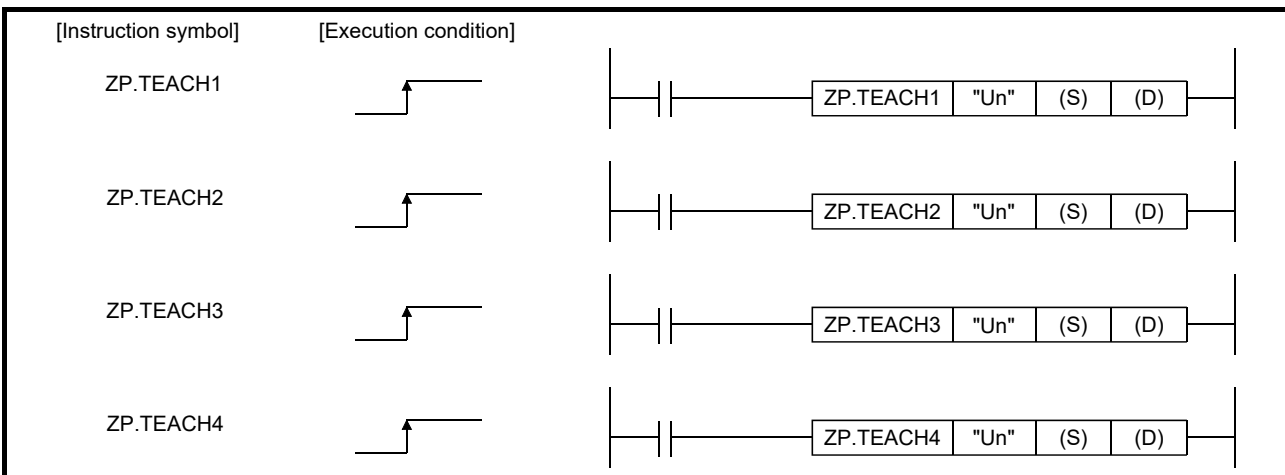 [Instruction symbol] [Execution condition]
ZP.TEACH1 ZP.TEACH1 "Un" (S) (D)
ZP.TEACH2 ZP.TEACH2 "Un" (S) (D)
ZP.TEACH3 ZP.TEACH3 "Un" (S) (D)
ZP.TEACH4 ZP.TEACH4 "Un" (S) (D)